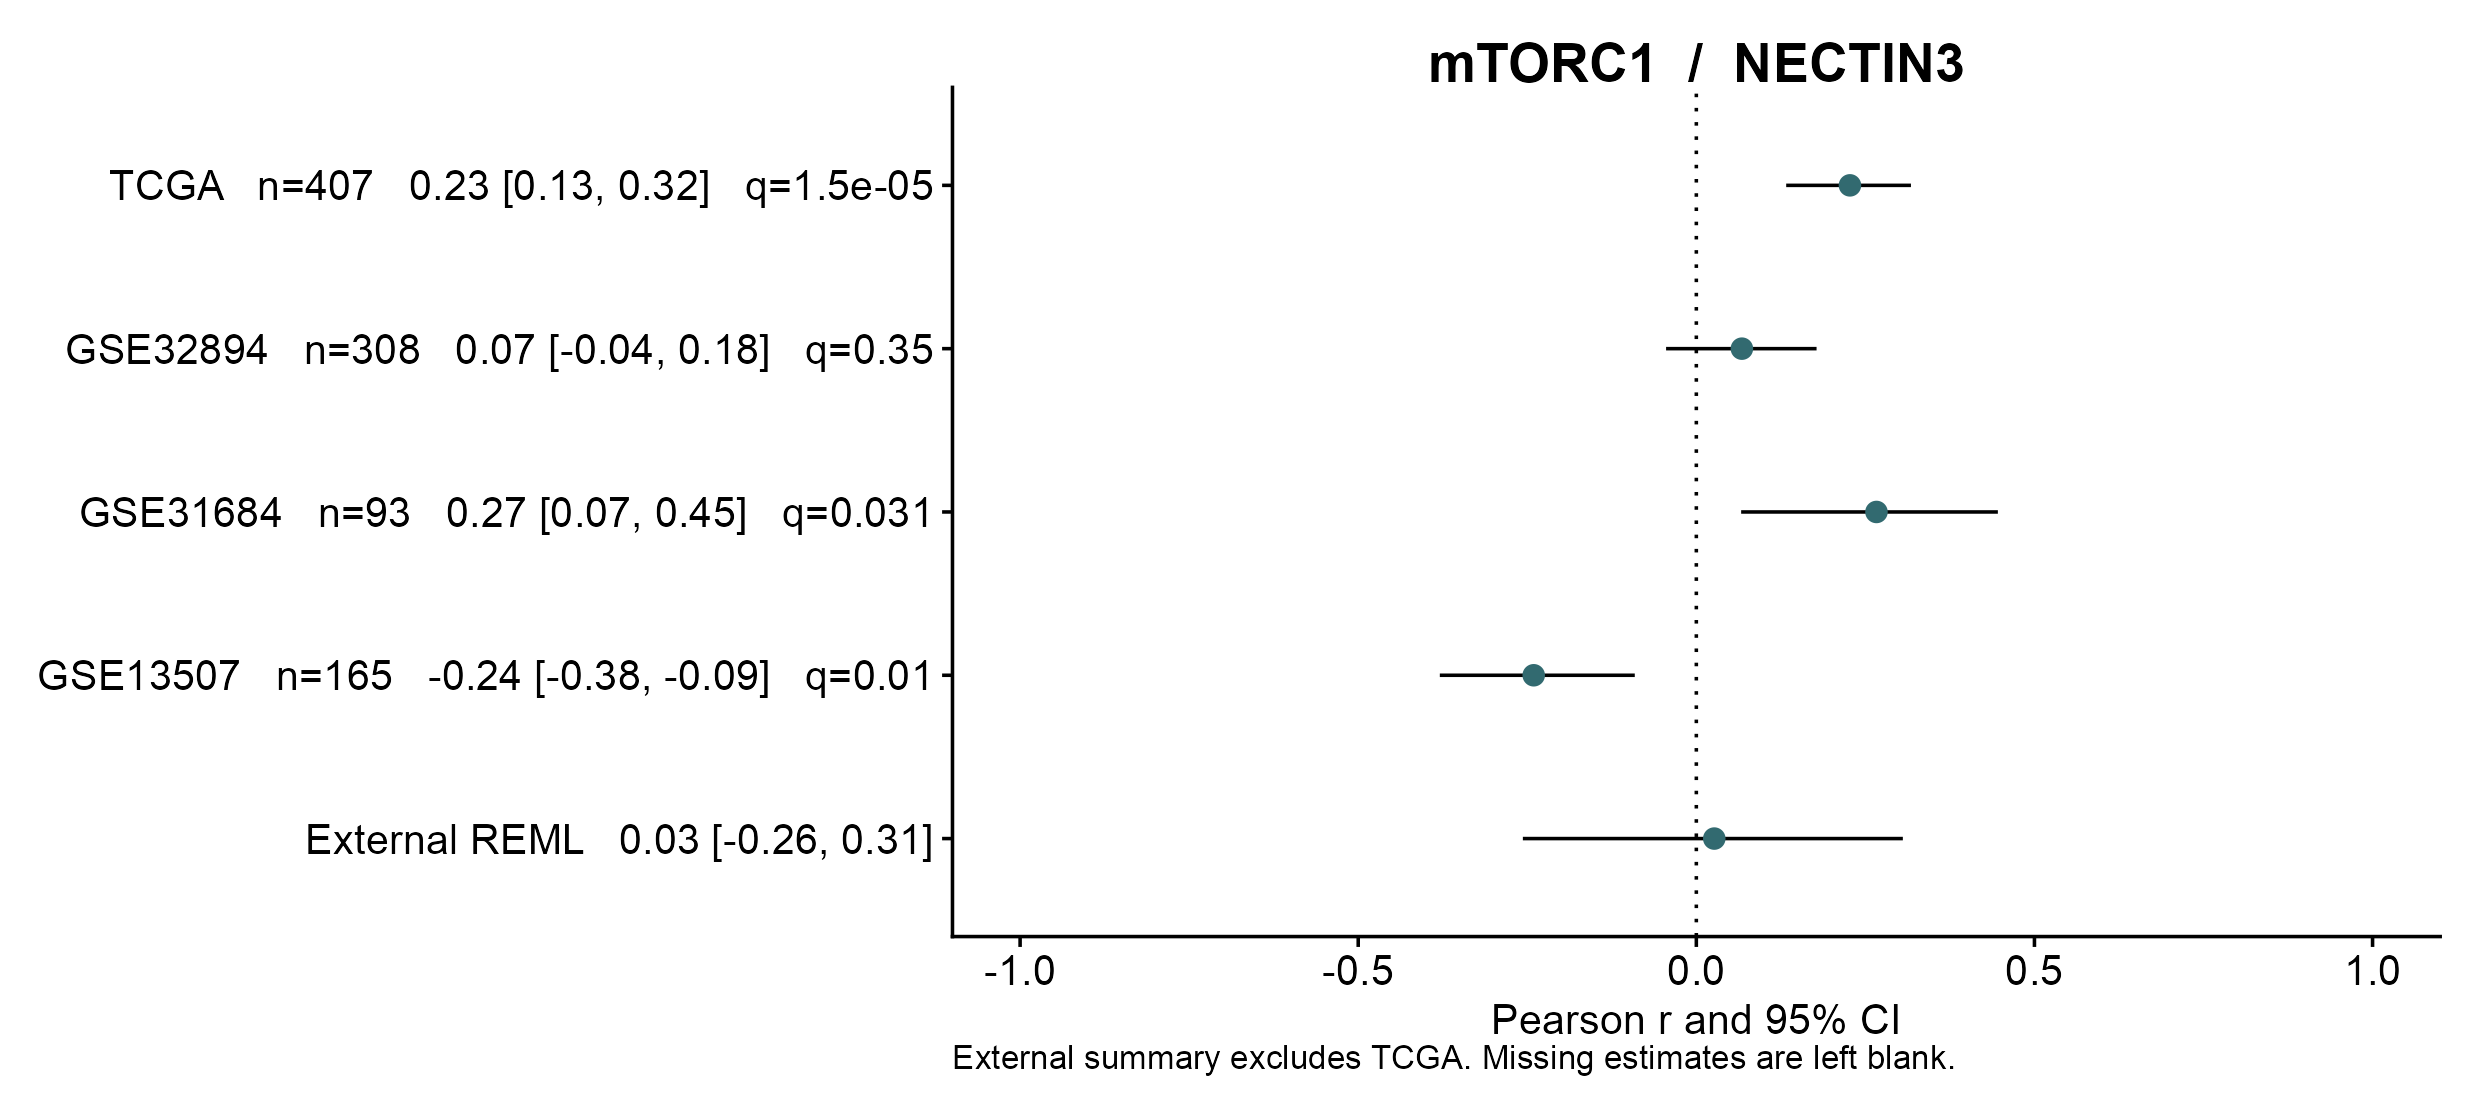 mTORC1 / NECTIN3
TCGA n=407 0.23 [0.13, 0.32] q=1.5e-05
GSE32894 n=308 0.07 [-0.04, 0.18] q=0.35
GSE31684 n=93 0.27 [0.07, 0.45] q=0.031
GSE13507 n=165 -0.24 [-0.38, -0.09] q=0.01
External REML 0.03 [-0.26, 0.31]
-1.0 -0.5 0.0 0.5 1.0
Pearson r and 95% CI
External summary excludes TCGA. Missing estimates are left blank.